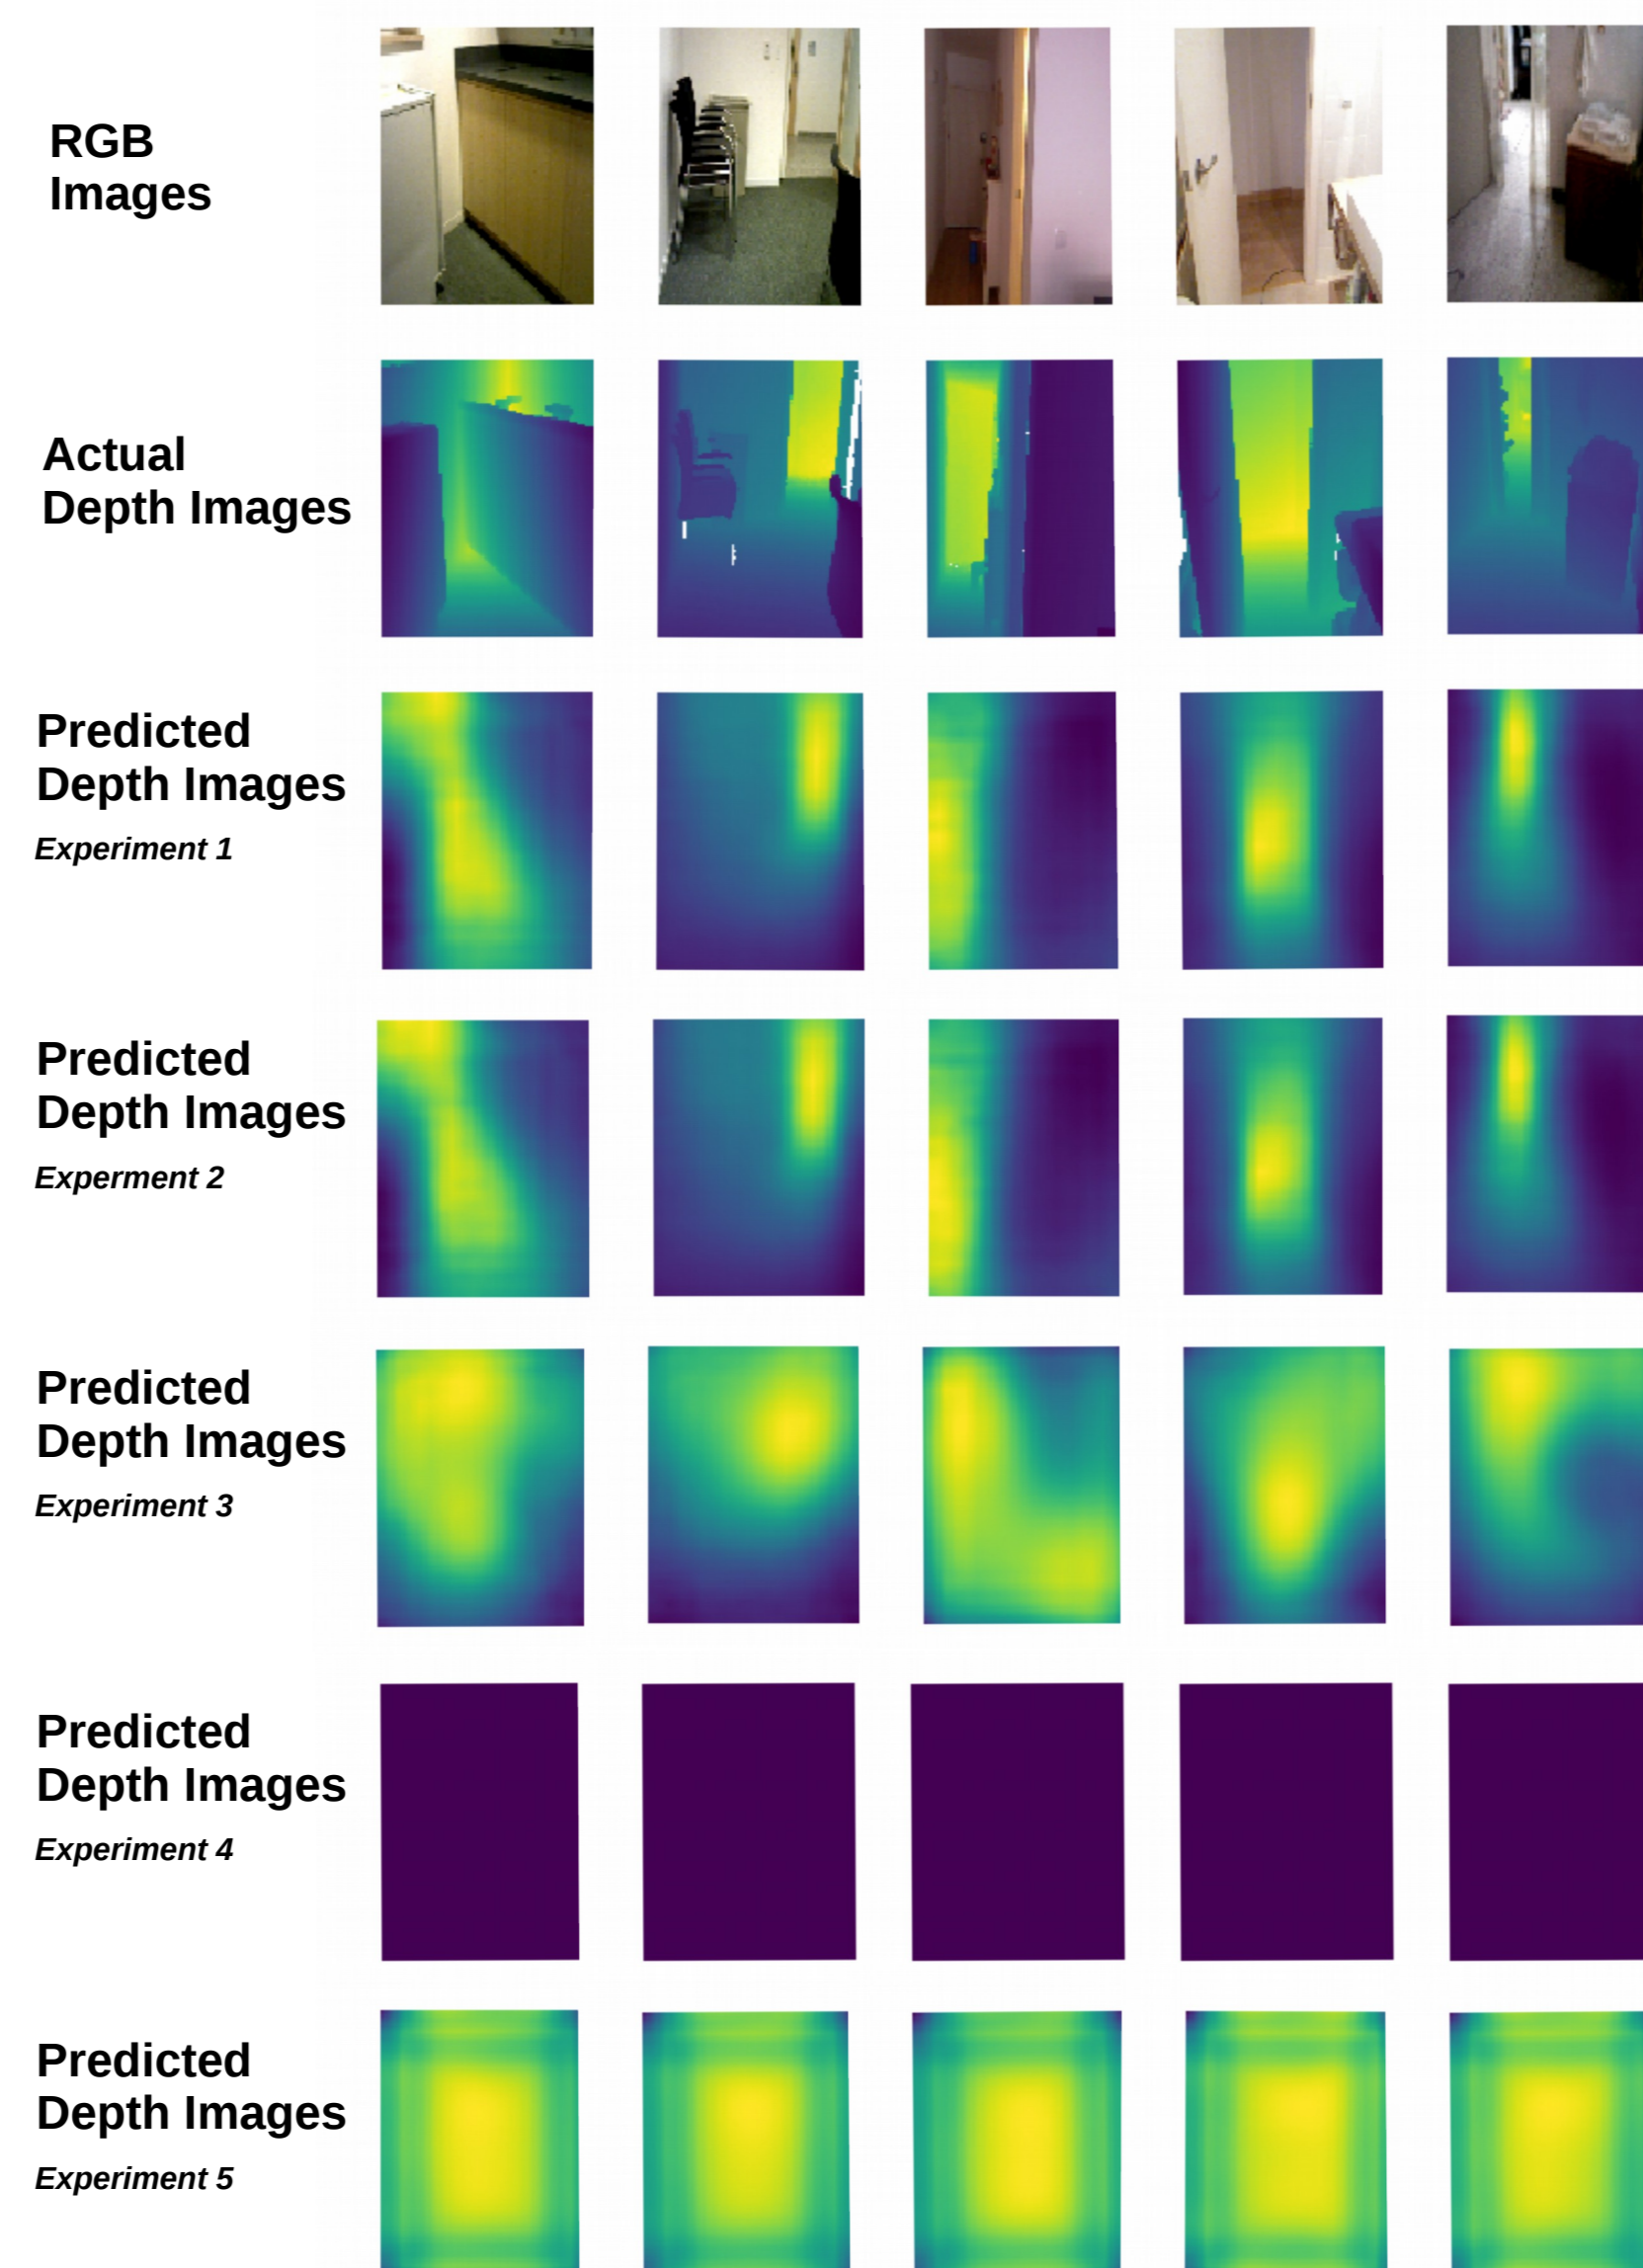 RGB
Images
Actual
Depth Images
Predicted
Depth Images
Experiment 1
Predicted
Depth Images
Experment 2
Predicted
Depth Images
Experiment 3
Predicted
Depth Images
Experiment 4
Predicted
Depth Images
Experiment 5